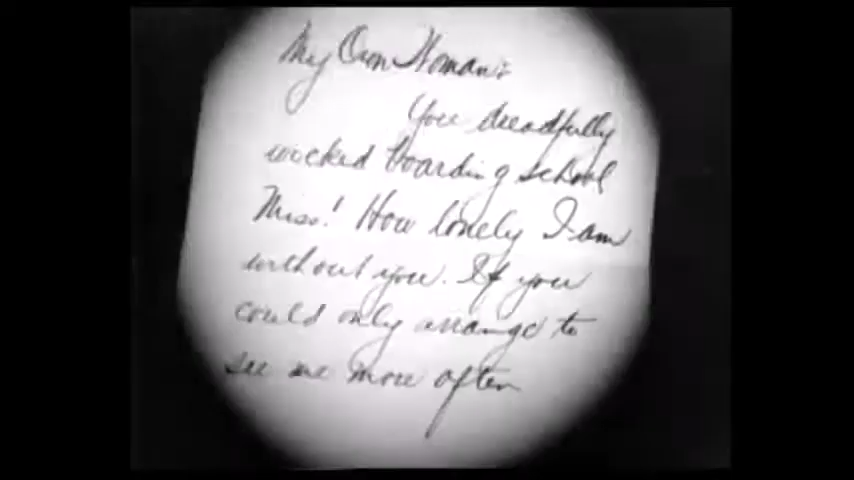 My Own Woman:
You dreadfully
wicked boarding school
Miss! How lonely I am
without you. If you
could only arrange to
see me more often